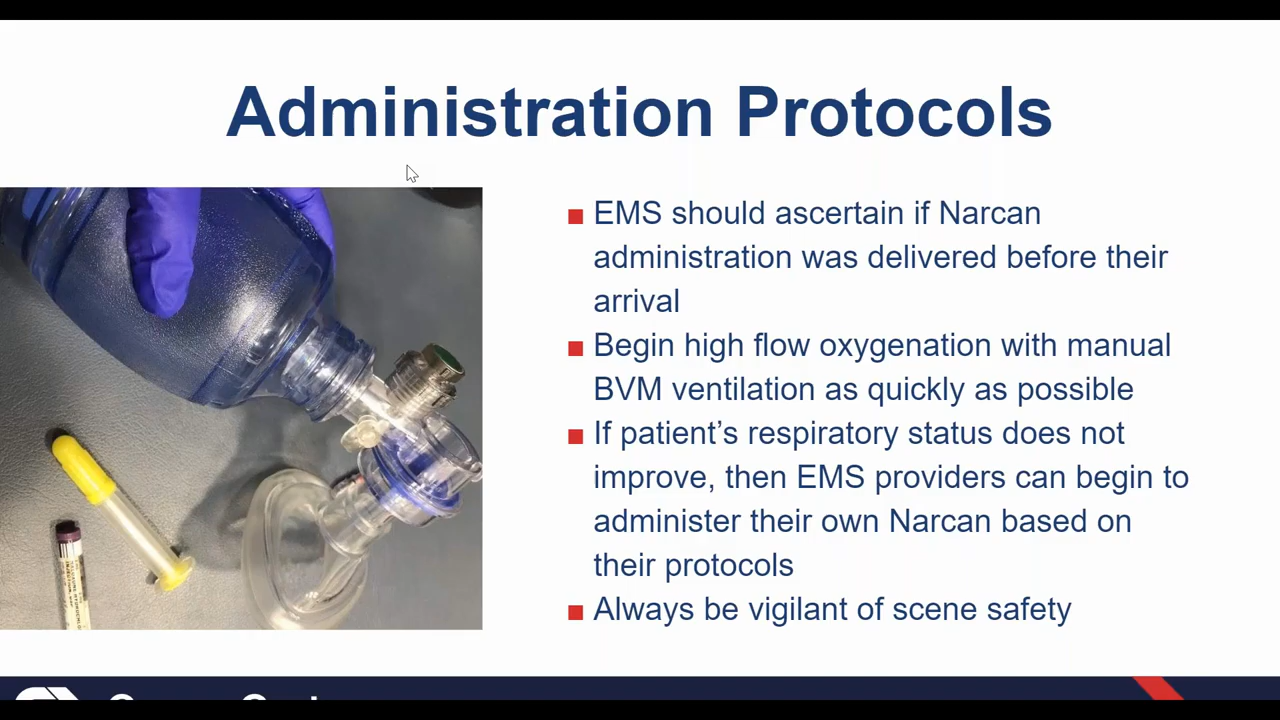 Administration Protocols
EMS should ascertain if Narcan
administration was delivered before their
arrival
Begin high flow oxygenation with manual
BVM ventilation as quickly as possible
If patient’s respiratory status does not
improve, then EMS providers can begin to
administer their own Narcan based on
their protocols
Always be vigilant of scene safety